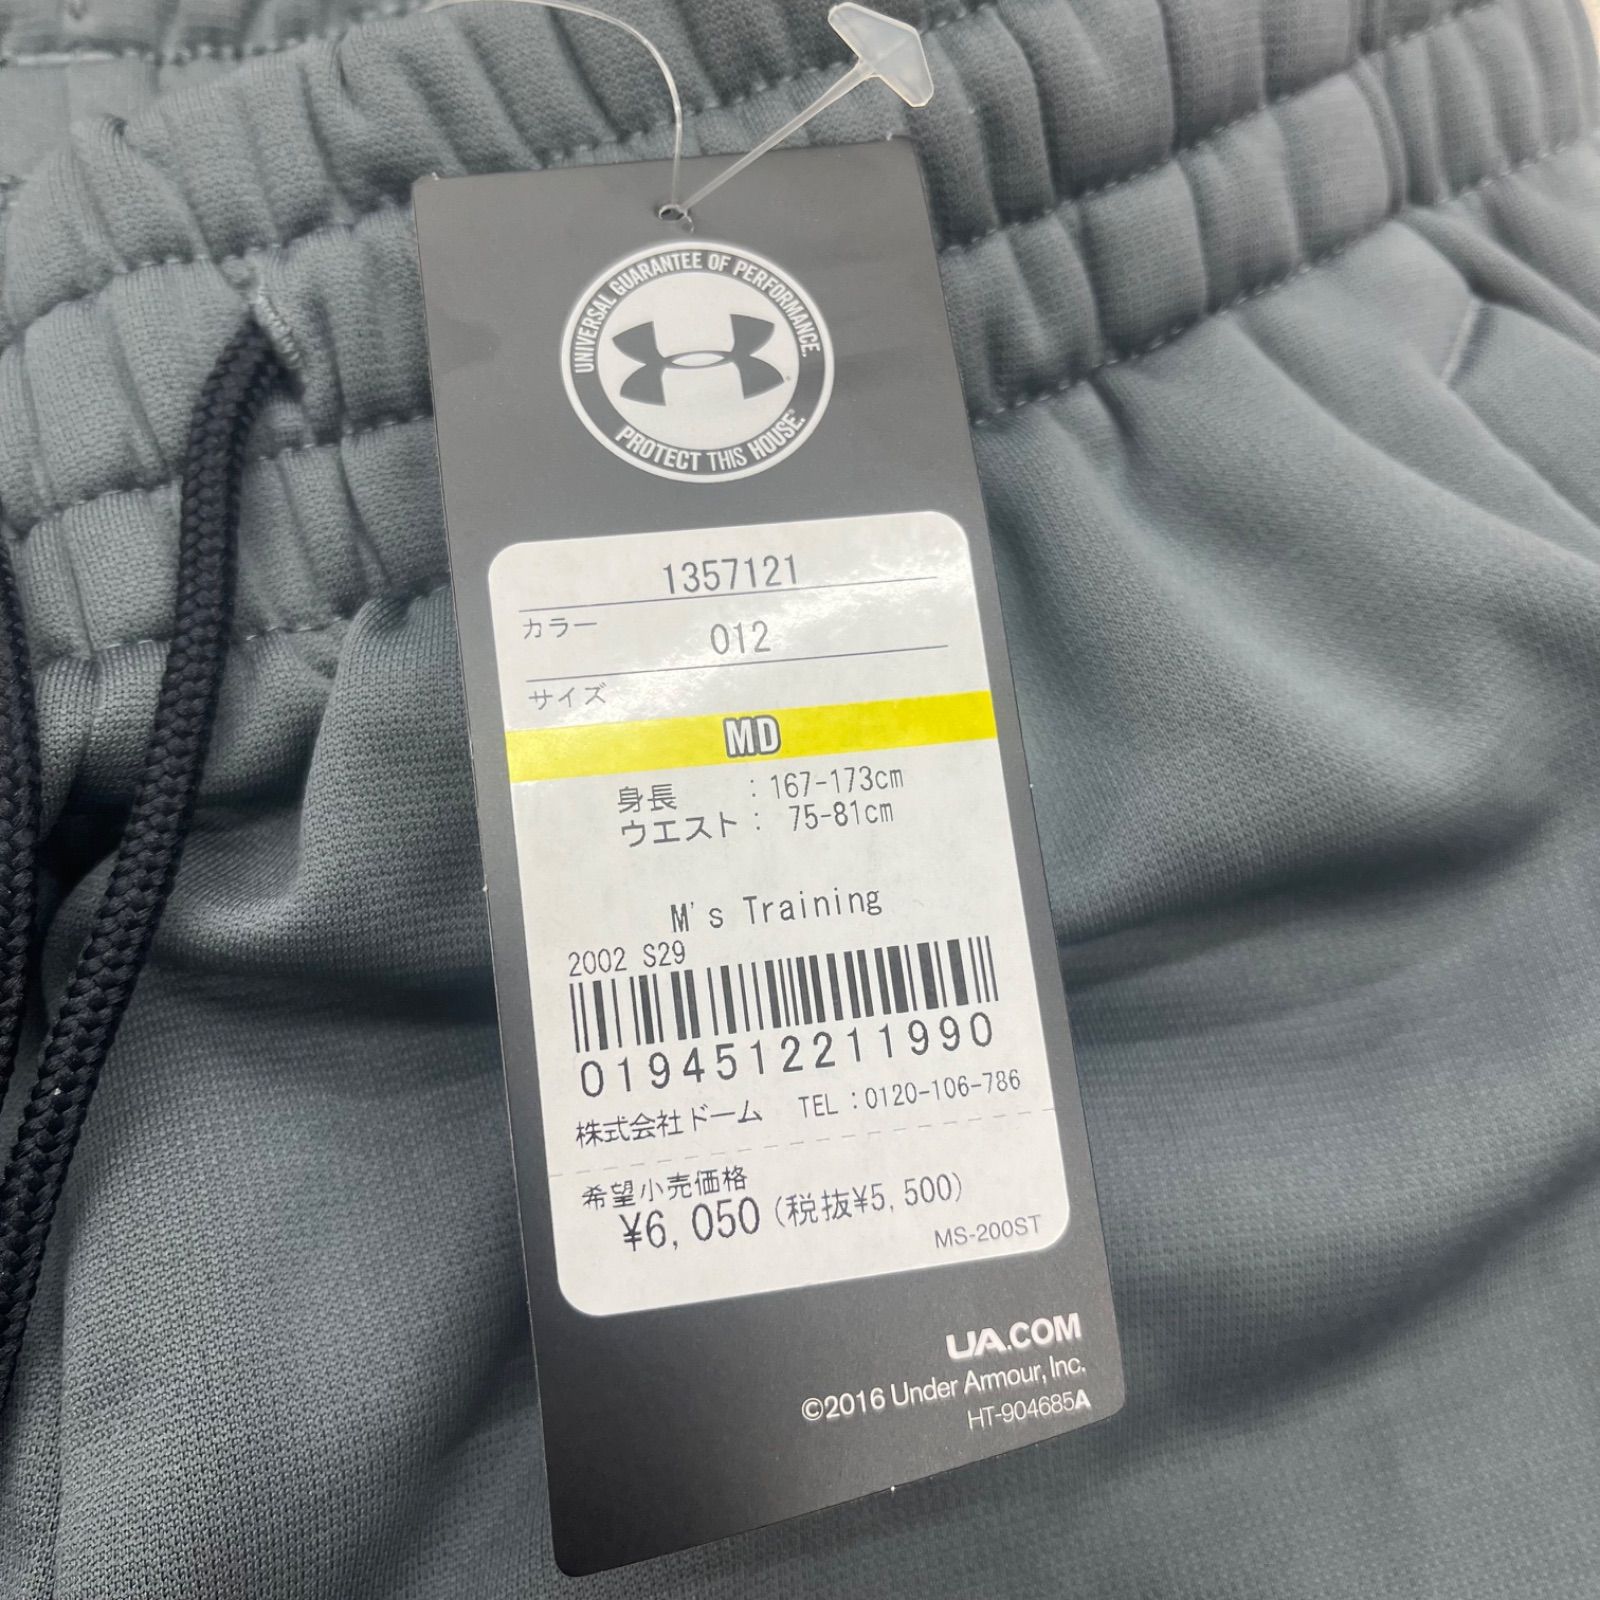 UNIVERSAL GUARANTEE OF PERFORMANCE.
PROTECT THIS HOUSE.®
1357121
カラー 012
サイズ
MD
身長 : 167-173cm
ウエスト : 75-81cm
M's Training
2002 S29
0194512211990
株式会社ドーム TEL:0120-106-786
希望小売価格
¥6,050(税抜¥5,500)
MS-200ST
UA.COM
©2016 Under Armour, Inc.
HT-904685A